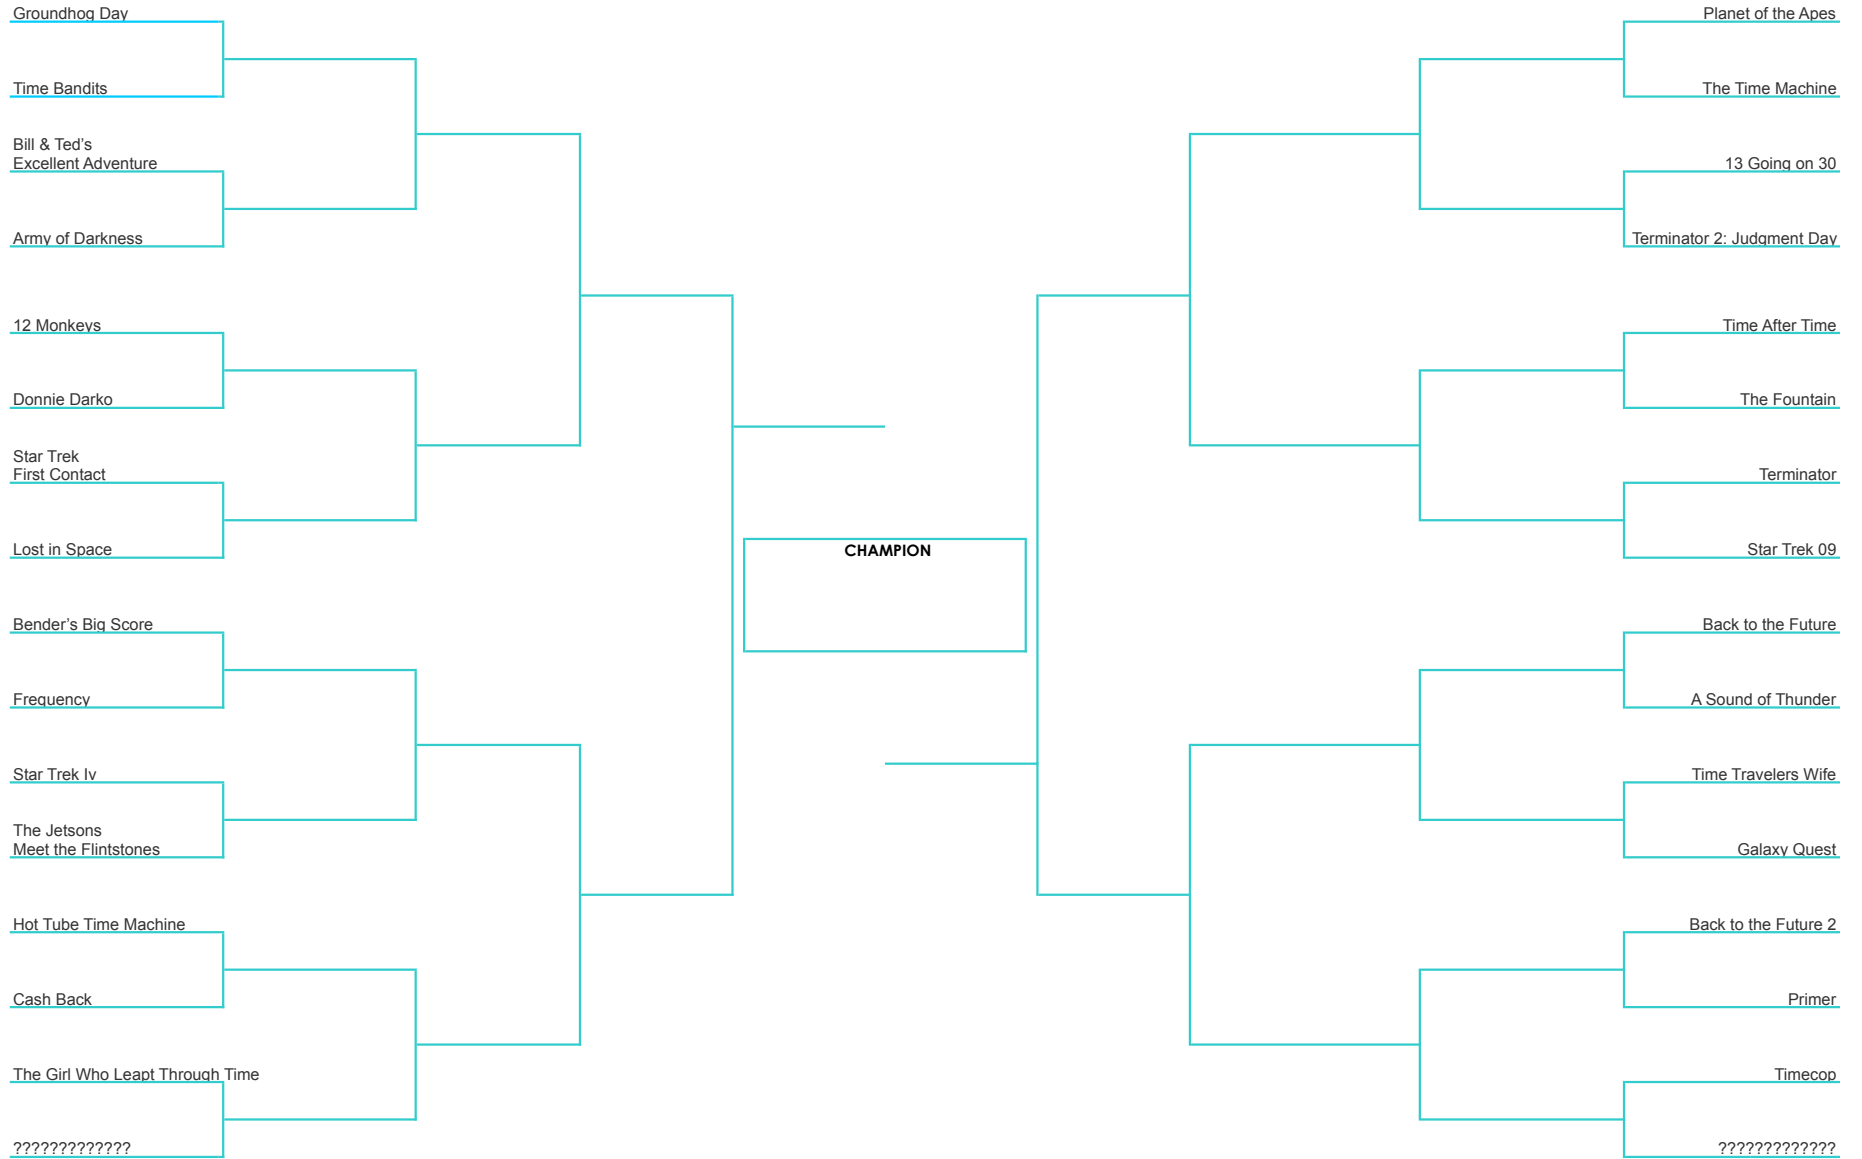 Groundhog Day
Time Bandits
Bill & Ted’s
Excellent Adventure
Army of Darkness
12 Monkeys
Donnie Darko
Star Trek
First Contact
Lost in Space
Bender’s Big Score
Frequency
Star Trek Iv
The Jetsons
Meet the Flintstones
Hot Tube Time Machine
Cash Back
The Girl Who Leapt Through Time
?????????????
CHAMPION
Planet of the Apes
The Time Machine
13 Going on 30
Terminator 2: Judgment Day
Time After Time
The Fountain
Terminator
Star Trek 09
Back to the Future
A Sound of Thunder
Time Travelers Wife
Galaxy Quest
Back to the Future 2
Primer
Timecop
?????????????